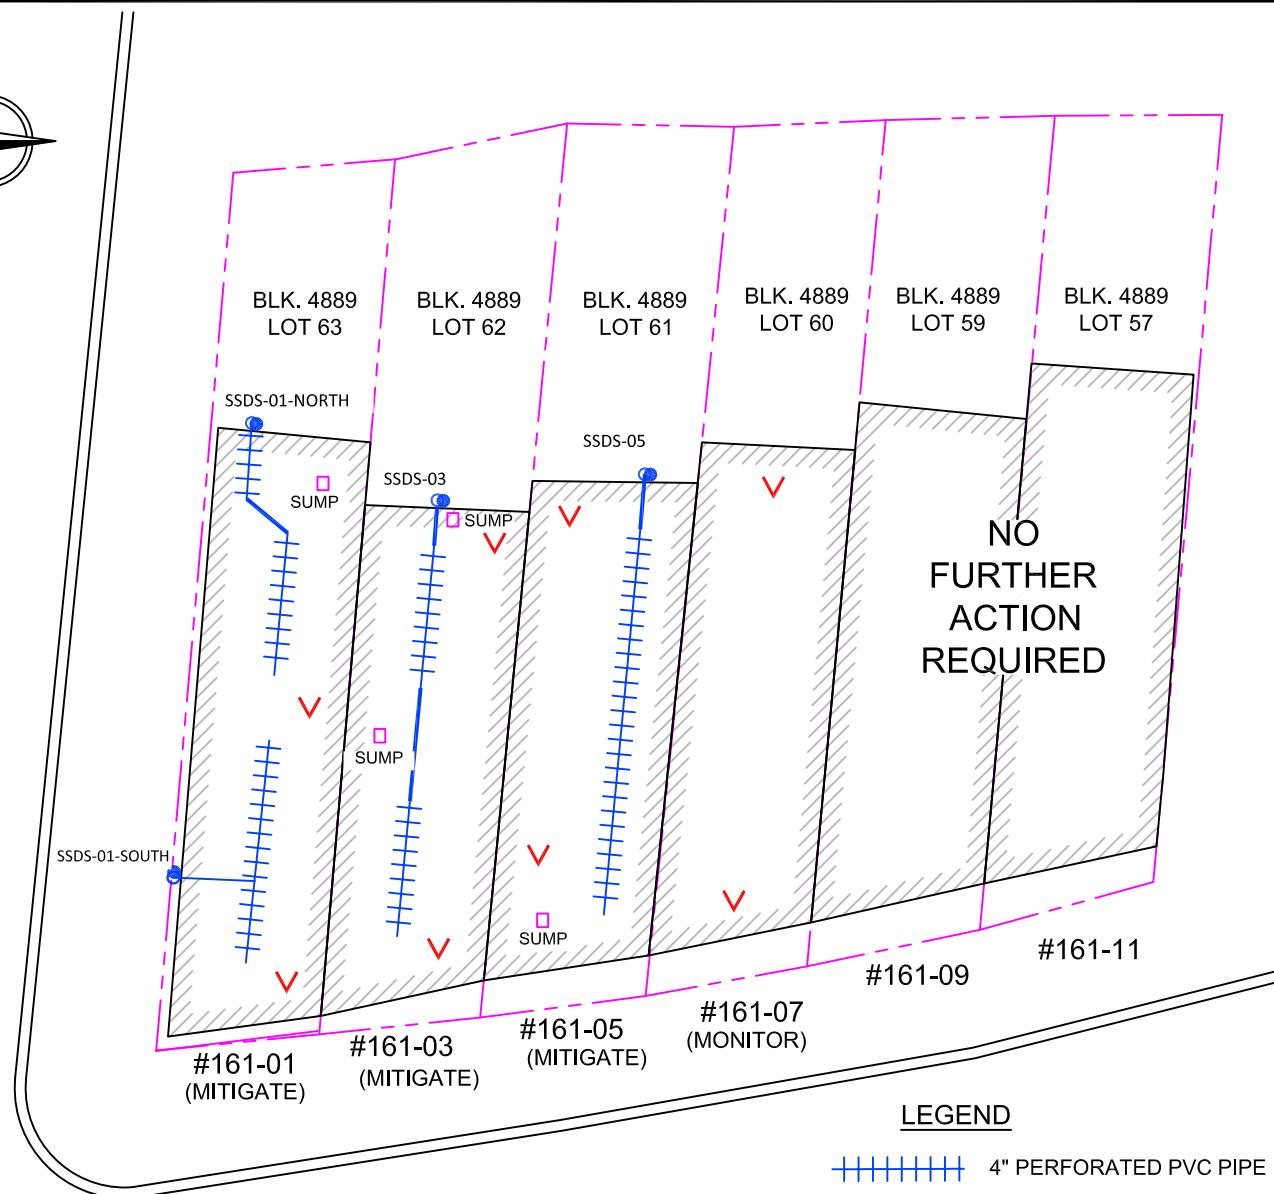 BLK. 4889
LOT 63
BLK. 4889
LOT 62
BLK. 4889
LOT 61
BLK. 4889
LOT 60
BLK. 4889
LOT 59
BLK. 4889
LOT 57
SSDS-01-NORTH
SSDS-03
SSDS-05
SUMP
SUMP
NO
FURTHER
ACTION
REQUIRED
SUMP
SSDS-01-SOUTH
SUMP
#161-01
(MITIGATE)
#161-03
(MITIGATE)
#161-05
(MITIGATE)
#161-07
(MONITOR)
#161-09
#161-11
LEGEND
4" PERFORATED PVC PIPE